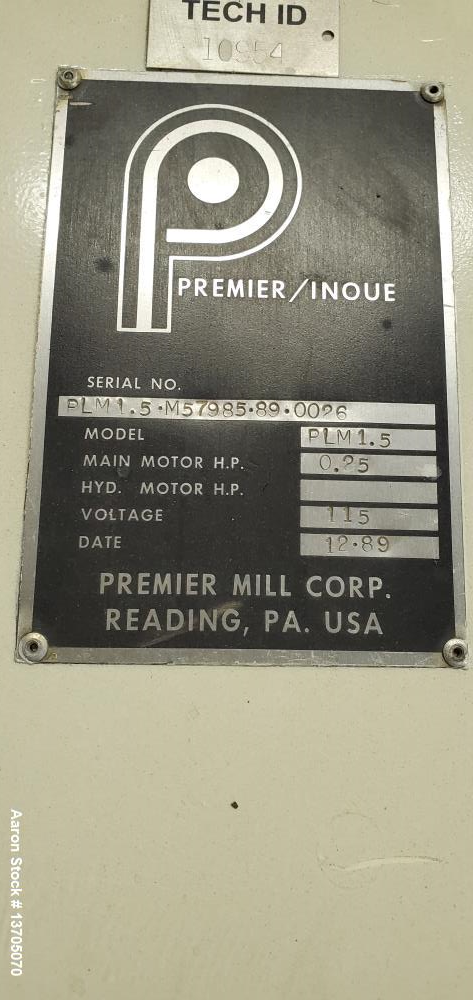 TECH ID
10954
PREMIER/INOUE
SERIAL NO.
PLM1.5·M57985·89·0026
MODEL PLM1.5
MAIN MOTOR H.P. 0.25
HYD. MOTOR H.P.
VOLTAGE 115
DATE 12·89
PREMIER MILL CORP.
READING, PA. USA
Aaron Stock # 13705070